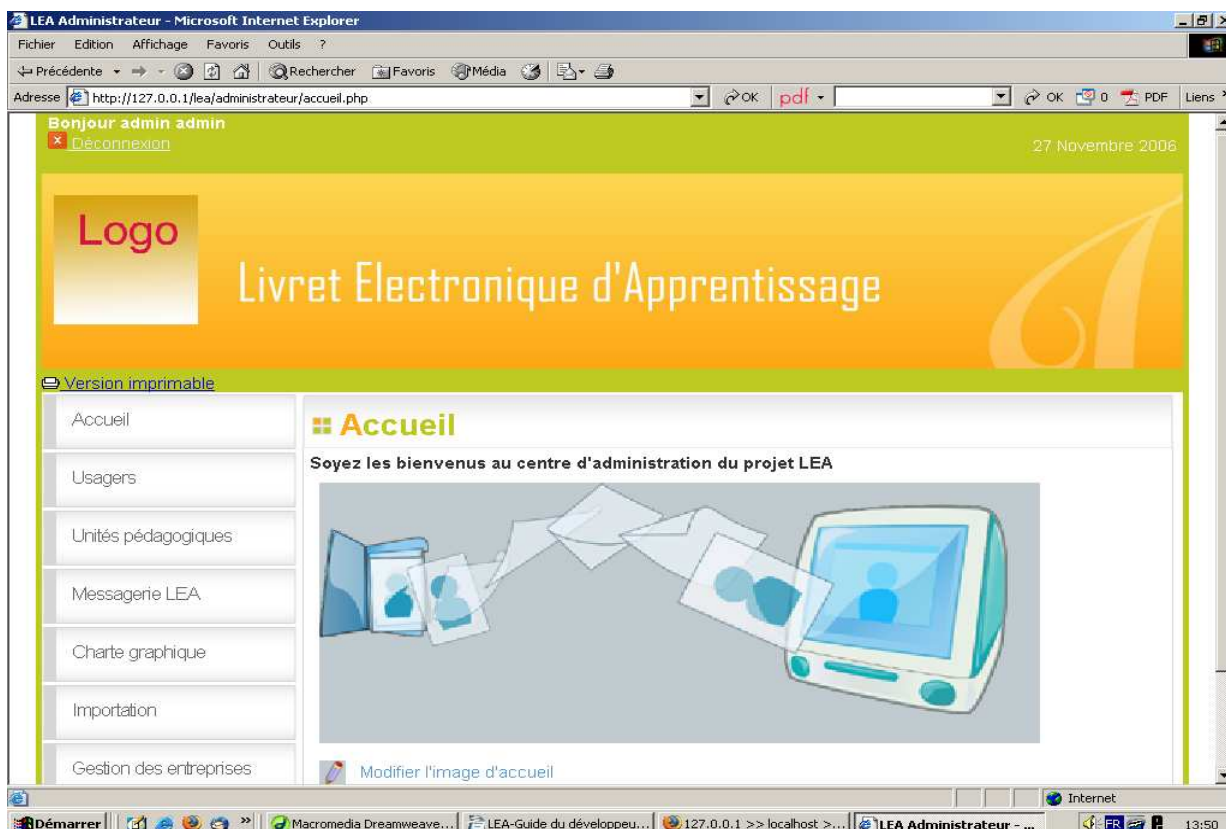 LEA Administrateur - Microsoft Internet Explorer
Fichier Edition Affichage Favoris Outils ?
Précédente Rechercher Favoris Média
Adresse http://127.0.0.1/lea/administrateur/accueil.php OK pdf OK 0 PDF Liens
Bonjour admin admin
Déconnexion
27 Novembre 2006
Logo
Livret Electronique d'Apprentissage
Version imprimable
Accueil
Usagers
Unités pédagogiques
Messagerie LEA
Charte graphique
Importation
Gestion des entreprises
Accueil
Soyez les bienvenus au centre d'administration du projet LEA
Modifier l'image d'accueil
Internet
Démarrer Macromedia Dreamweave... LEA-Guide du développeu... 127.0.0.1 >> localhost >... LEA Administrateur - ... FR 13:50